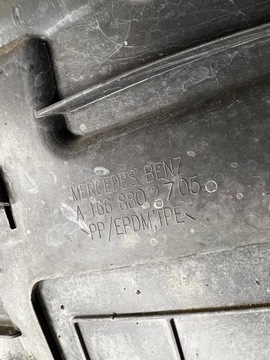 MERCEDES BENZ
A 166 880 2705
>PP/EPDM,TPE<